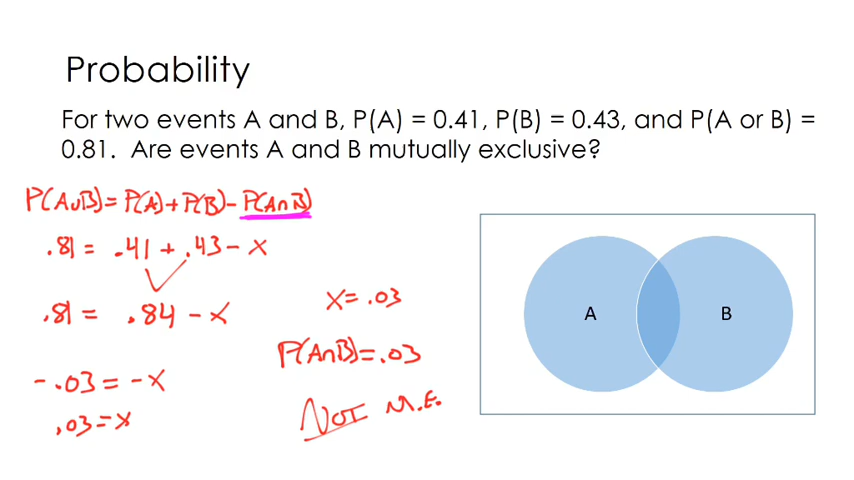 Probability
For two events A and B, P(A) = 0.41, P(B) = 0.43, and P(A or B) =
0.81.  Are events A and B mutually exclusive?
P(A∪B) = P(A) + P(B) - P(A∩B)
.81 = .41 + .43 - x
.81 = .84 - x
- .03 = - x
.03 = x
x = .03
P(A∩B) = .03
NOT M.E.
A
B